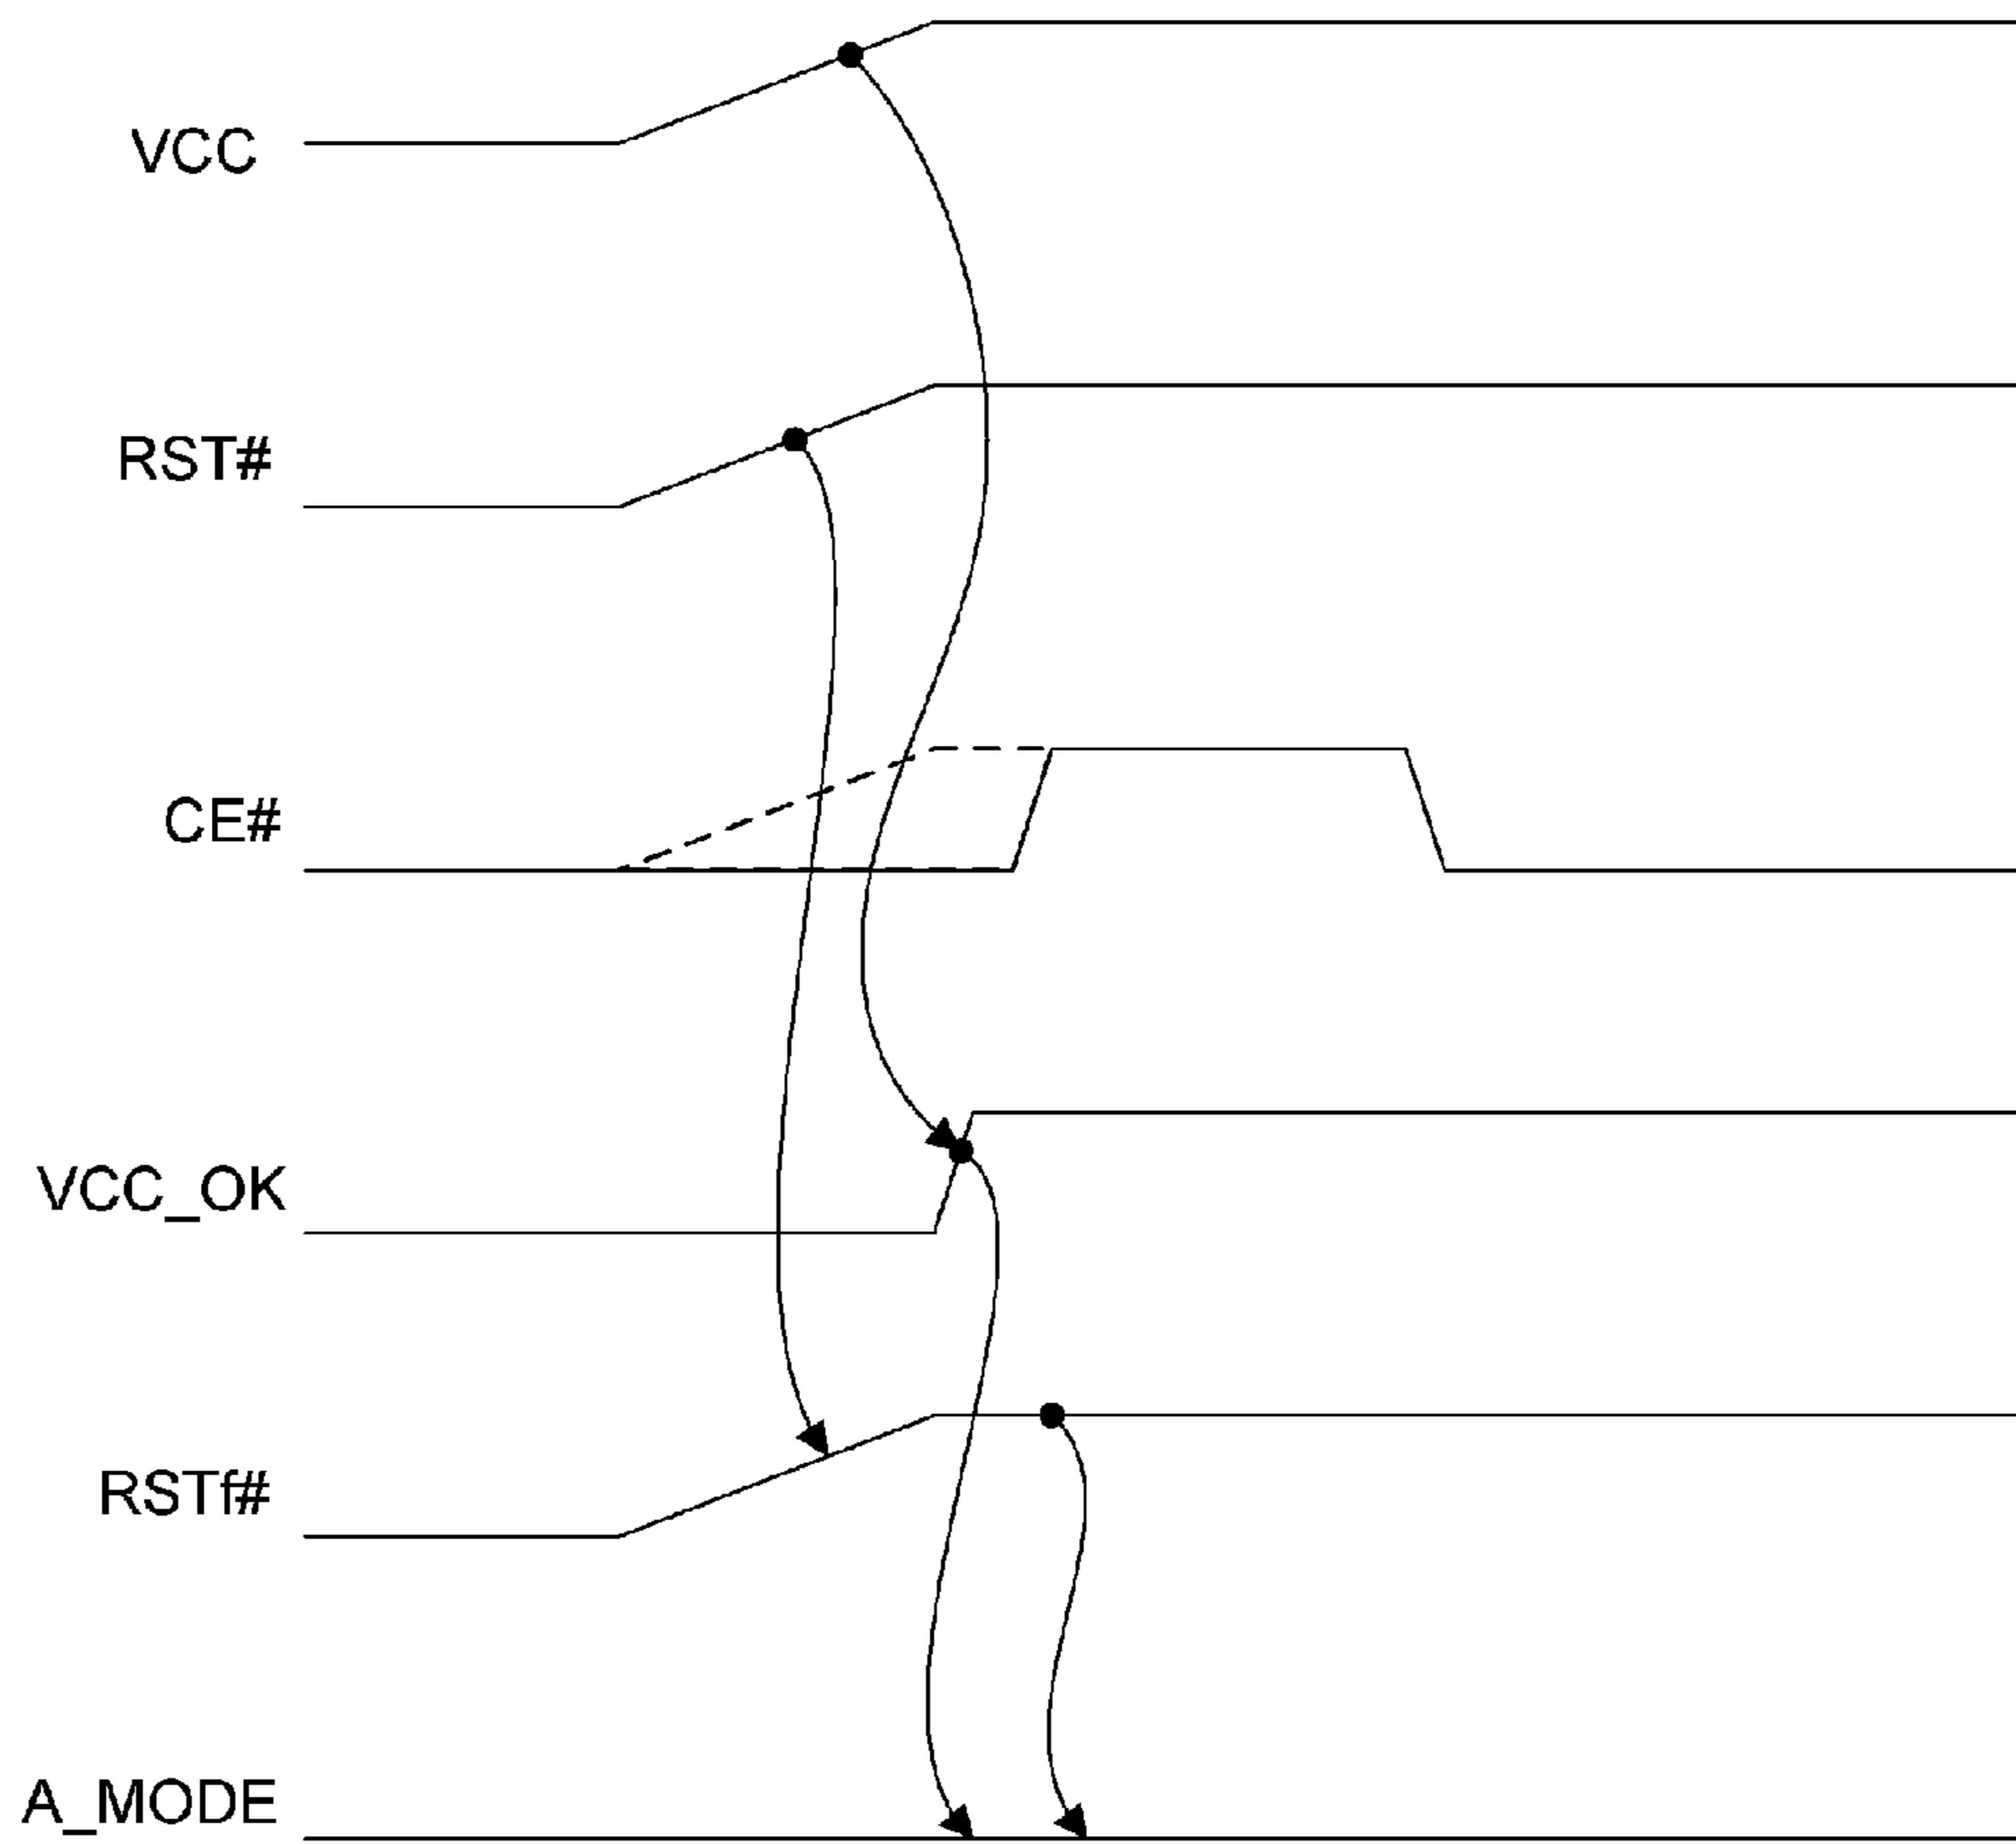 VCC
RST#
CE#
VCC_OK
RSTf#
A_MODE